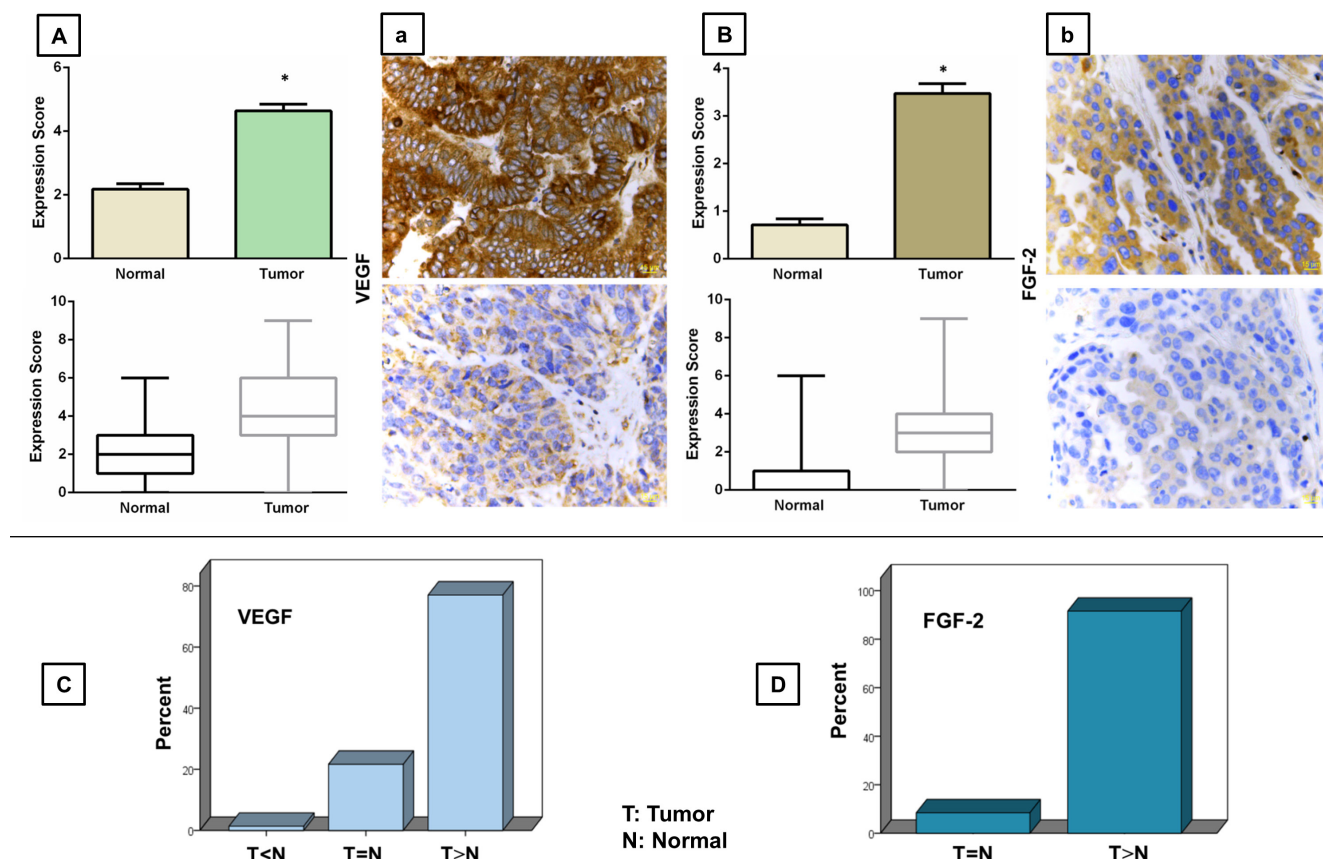 A
a
B
b
6
4
2
0
Expression Score
*
Normal
Tumor
10
8
6
4
2
0
Expression Score
Normal
Tumor
VEGF
4
3
2
1
0
Expression Score
*
Normal
Tumor
10
8
6
4
2
0
Expression Score
Normal
Tumor
FGF-2
C
80
60
40
20
0
Percent
VEGF
T<N
T=N
T>N
T: Tumor
N: Normal
D
100
80
60
40
20
0
Percent
FGF-2
T=N
T>N